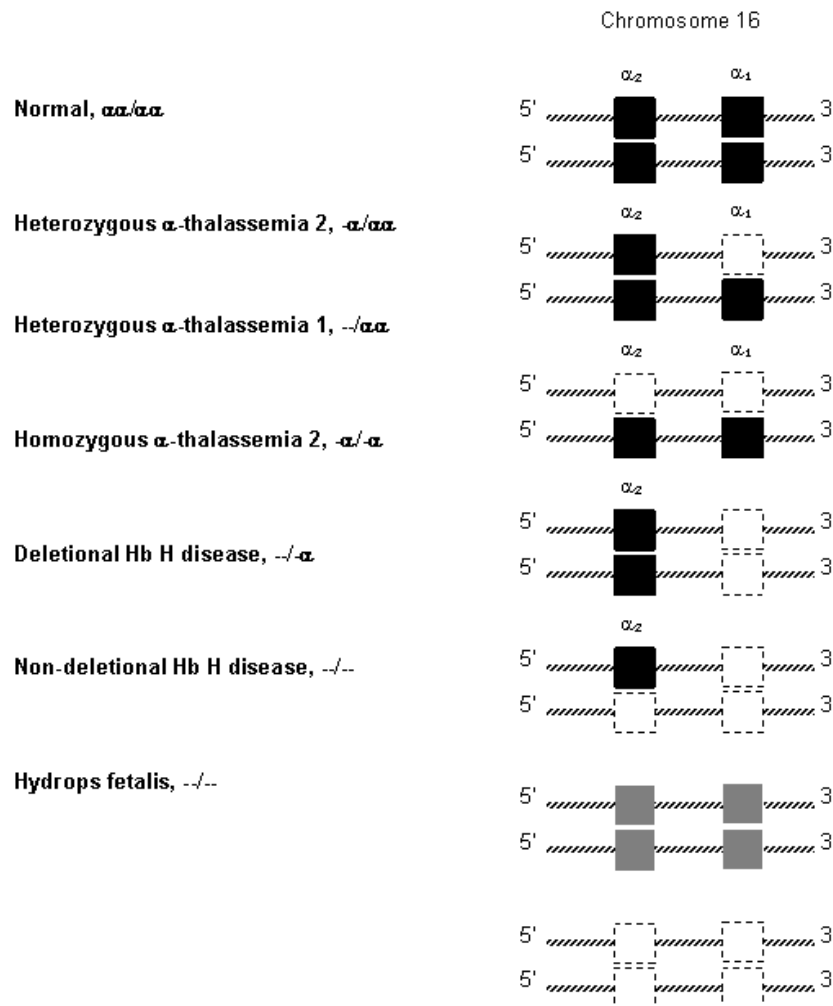 Chromosome 16
α₂ α₁
Normal, αα/αα
5' 3
5' 3
Heterozygous α-thalassemia 2, -α/αα
α₂ α₁
5' 3
5' 3
Heterozygous α-thalassemia 1, --/αα
α₂ α₁
5' 3
5' 3
Homozygous α-thalassemia 2, -α/-α
α₂
5' 3
5' 3
Deletional Hb H disease, --/-α
α₂
5' 3
5' 3
Non-deletional Hb H disease, --/--
Hydrops fetalis, --/--
5' 3
5' 3
5' 3
5' 3